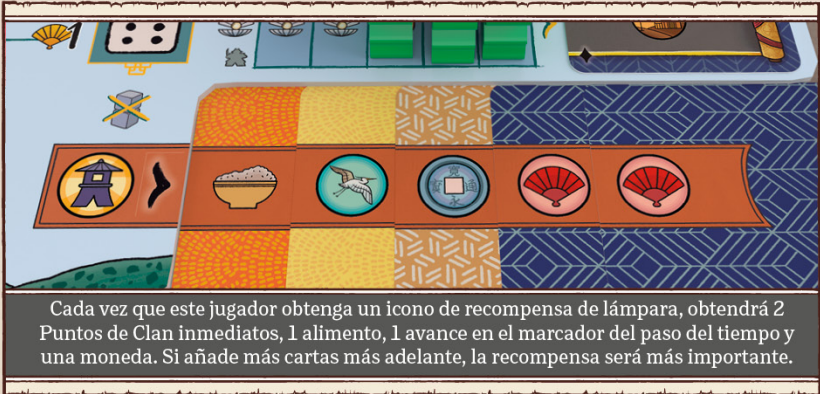 1
Cada vez que este jugador obtenga un icono de recompensa de lámpara, obtendrá 2
Puntos de Clan inmediatos, 1 alimento, 1 avance en el marcador del paso del tiempo y
una moneda. Si añade más cartas más adelante, la recompensa será más importante.